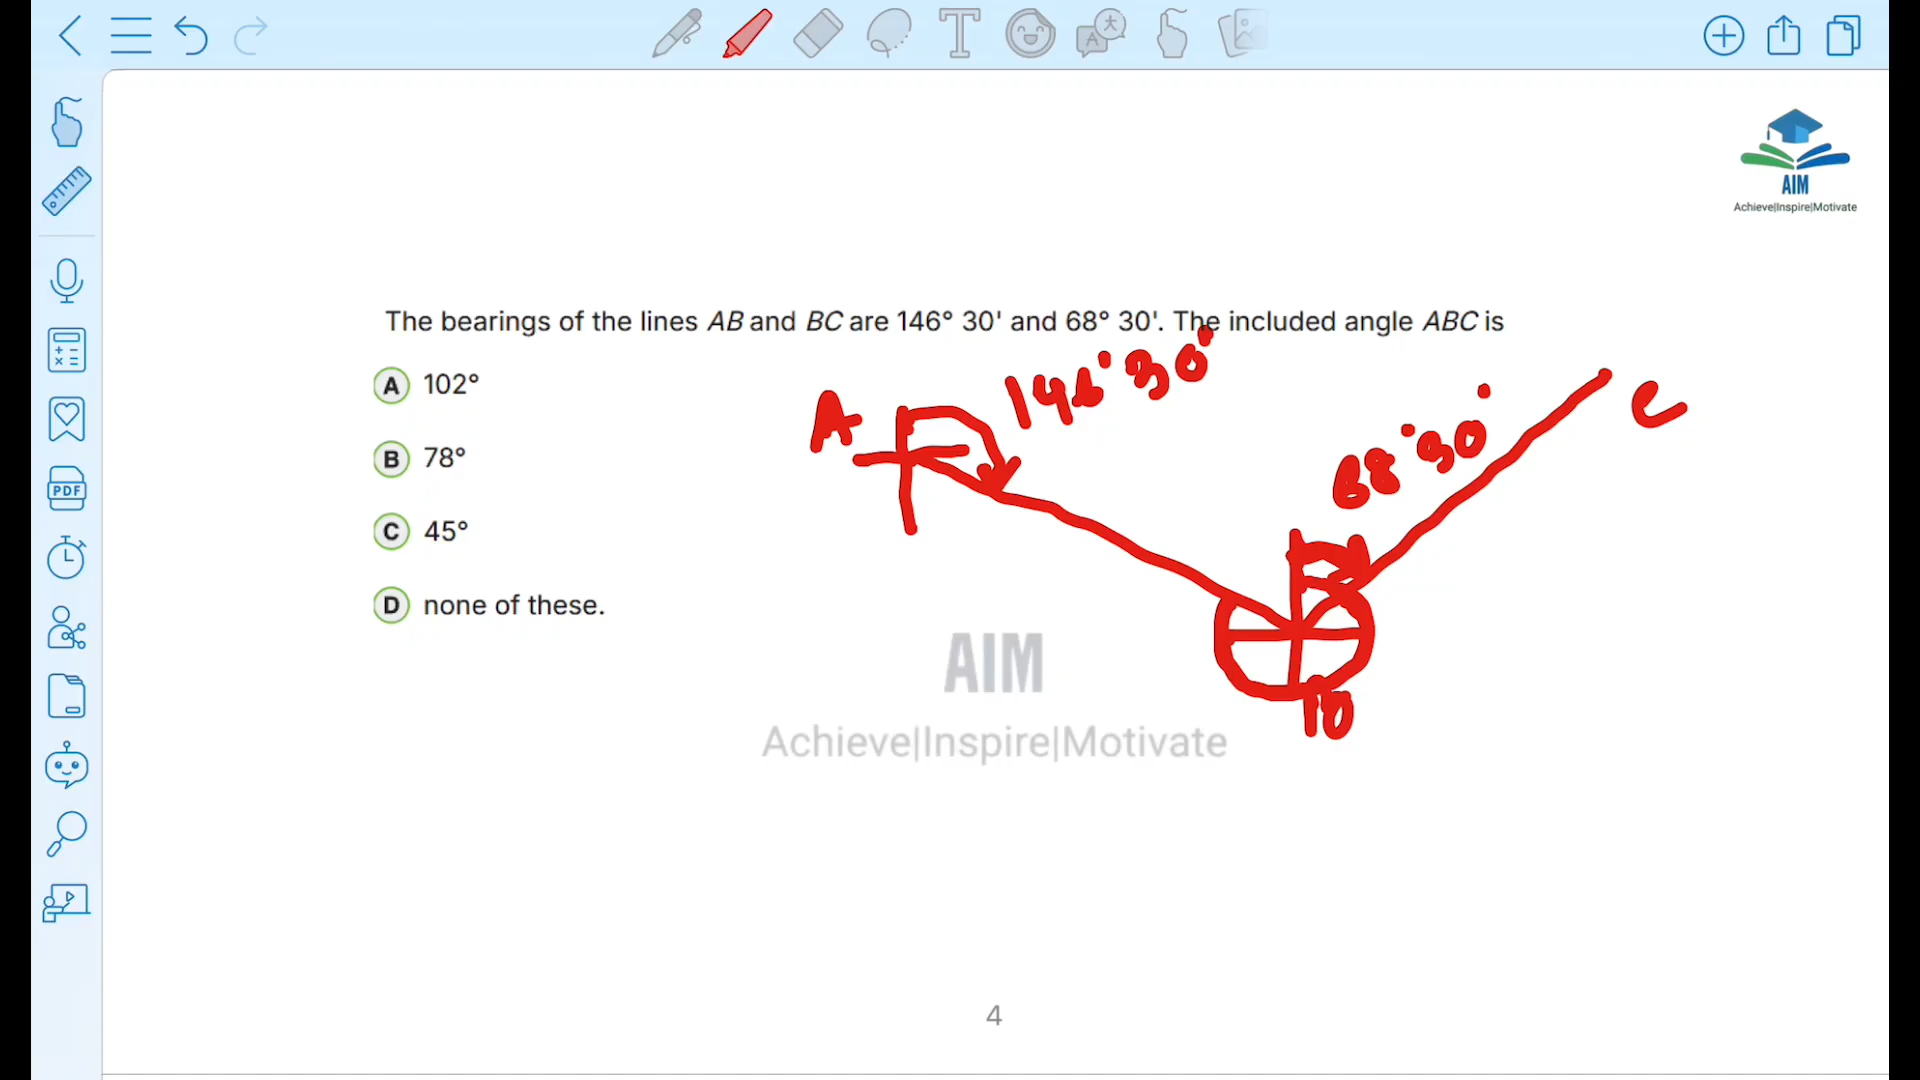 AIM
Achieve|Inspire|Motivate
The bearings of the lines AB and BC are 146° 30' and 68° 30'. The included angle ABC is
A 102°
B 78°
C 45°
D none of these.
A
146°30'
68°30'
C
AIM
Achieve|Inspire|Motivate
4
PDF